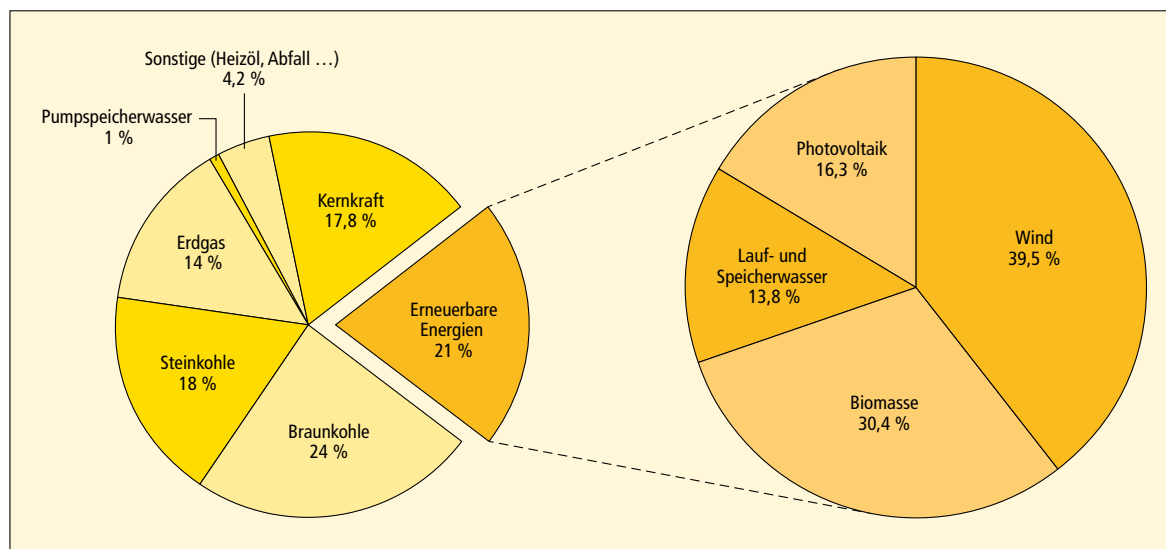 Sonstige (Heizöl, Abfall …)
4,2 %
Pumpspeicherwasser
1 %
Kernkraft
17,8 %
Erdgas
14 %
Erneuerbare
Energien
21 %
Steinkohle
18 %
Braunkohle
24 %
Photovoltaik
16,3 %
Wind
39,5 %
Lauf- und
Speicherwasser
13,8 %
Biomasse
30,4 %